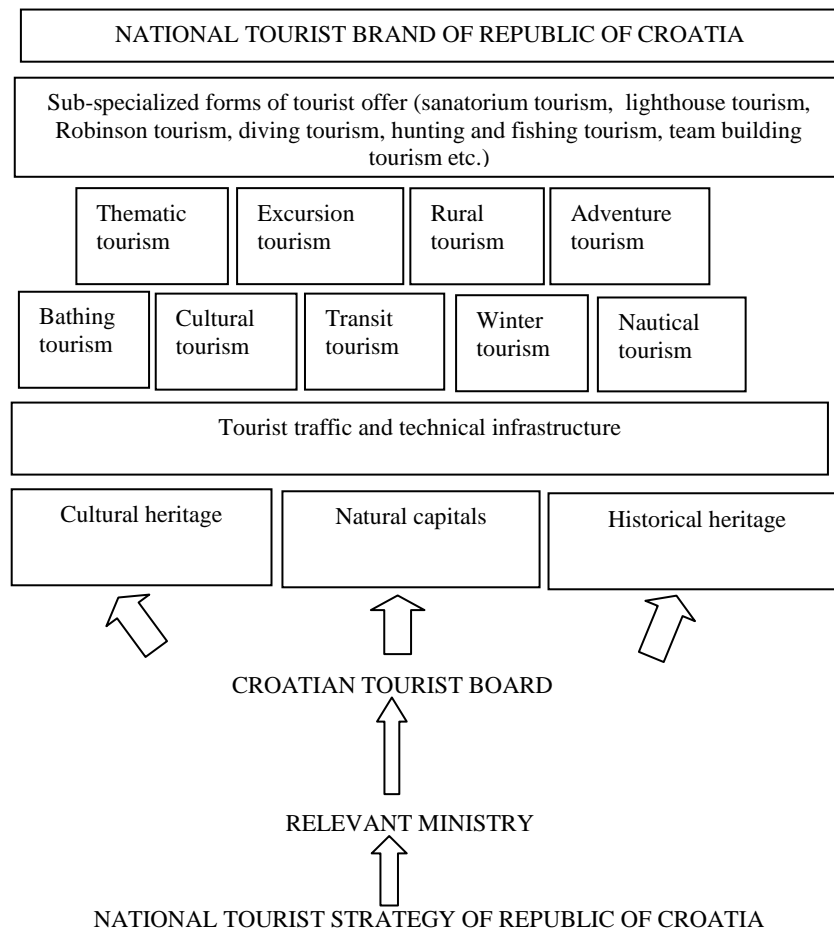 NATIONAL TOURIST BRAND OF REPUBLIC OF CROATIA
Sub-specialized forms of tourist offer (sanatorium tourism, lighthouse tourism,
Robinson tourism, diving tourism, hunting and fishing tourism, team building
tourism etc.)
Thematic
tourism
Excursion
tourism
Rural
tourism
Adventure
tourism
Bathing
tourism
Cultural
tourism
Transit
tourism
Winter
tourism
Nautical
tourism
Tourist traffic and technical infrastructure
Cultural heritage
Natural capitals
Historical heritage
CROATIAN TOURIST BOARD
RELEVANT MINISTRY
NATIONAL TOURIST STRATEGY OF REPUBLIC OF CROATIA